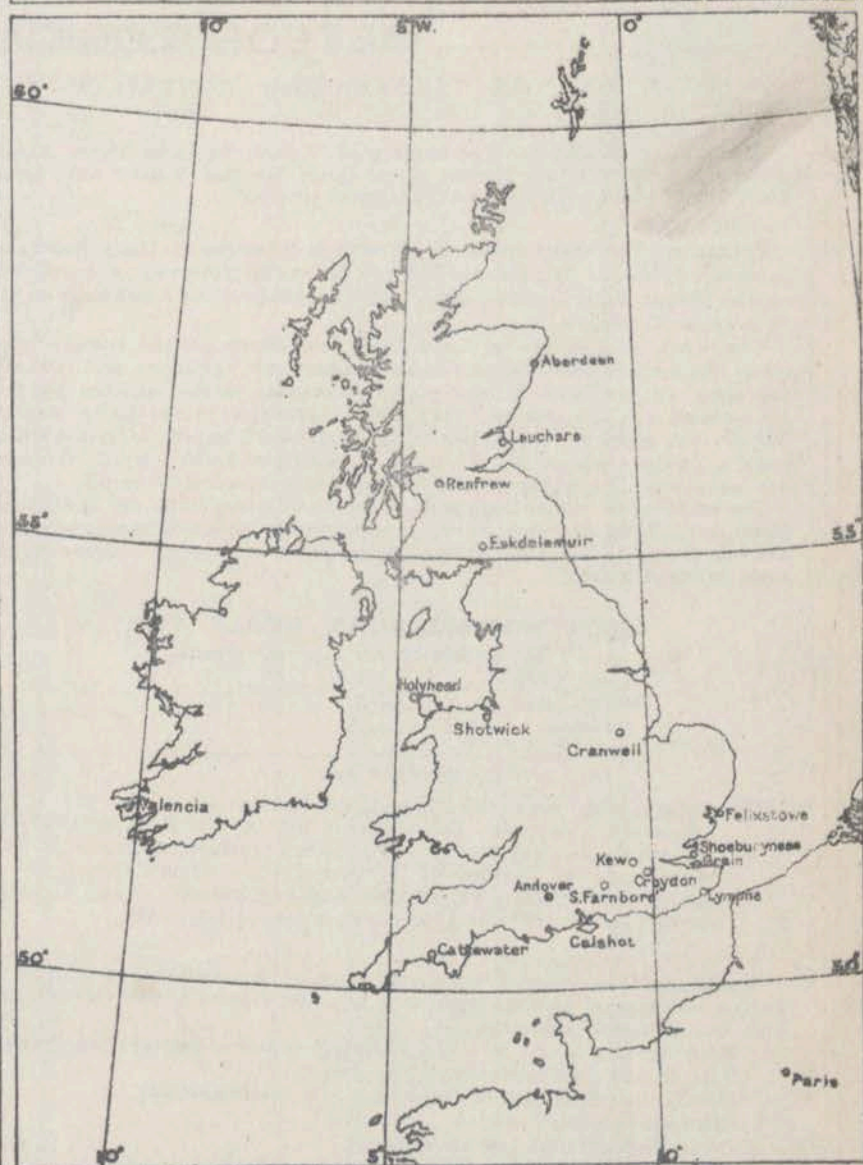 10° 5°W. 0°
60°
Aberdeen
Leuchars
Renfrew
55° 55
Eskdalemuir
Holyhead
Shotwick
Cranwell
Valencia
Felixstowe
Shoeburyness
Kew Grain
Croydon
Andover S.Farnboro Lympne
Calshot
Cattewater
50° 50
Paris
10° 5° 0°